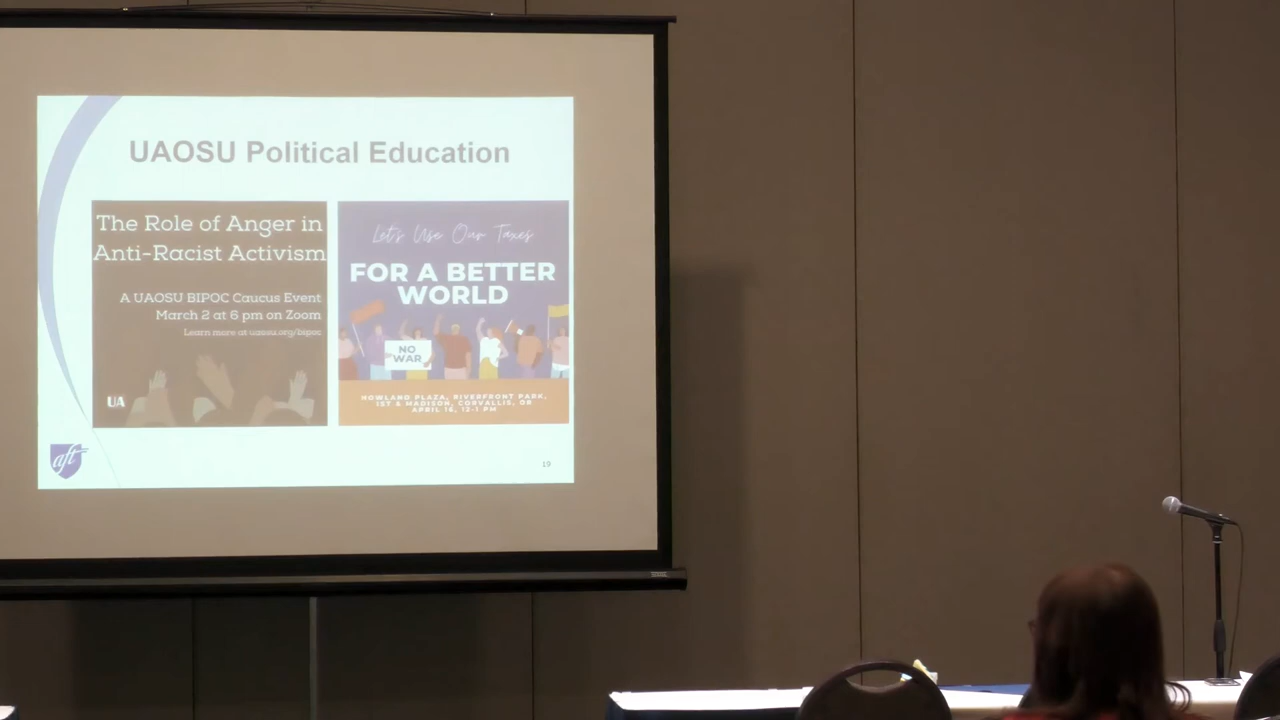 UAOSU Political Education
The Role of Anger in
Anti-Racist Activism
A UAOSU BIPOC Caucus Event
March 2 at 6 pm on Zoom
Learn more at uaosu.org/bipoc
UA
Let's Use Our Taxes
FOR A BETTER
WORLD
NO
WAR
HOWLAND PLAZA, RIVERFRONT PARK,
1ST & MADISON, CORVALLIS, OR
APRIL 16, 12-1 PM
aft
19